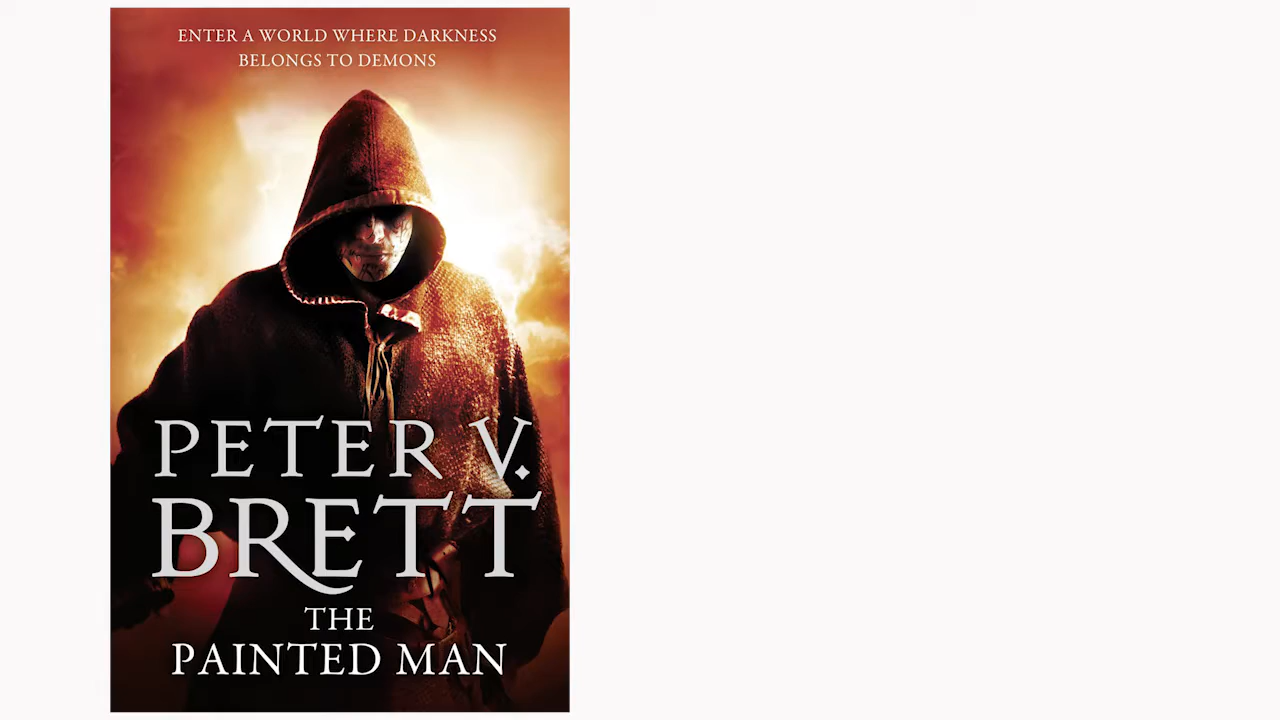 ENTER A WORLD WHERE DARKNESS
BELONGS TO DEMONS
PETER V.
BRETT
THE
PAINTED MAN